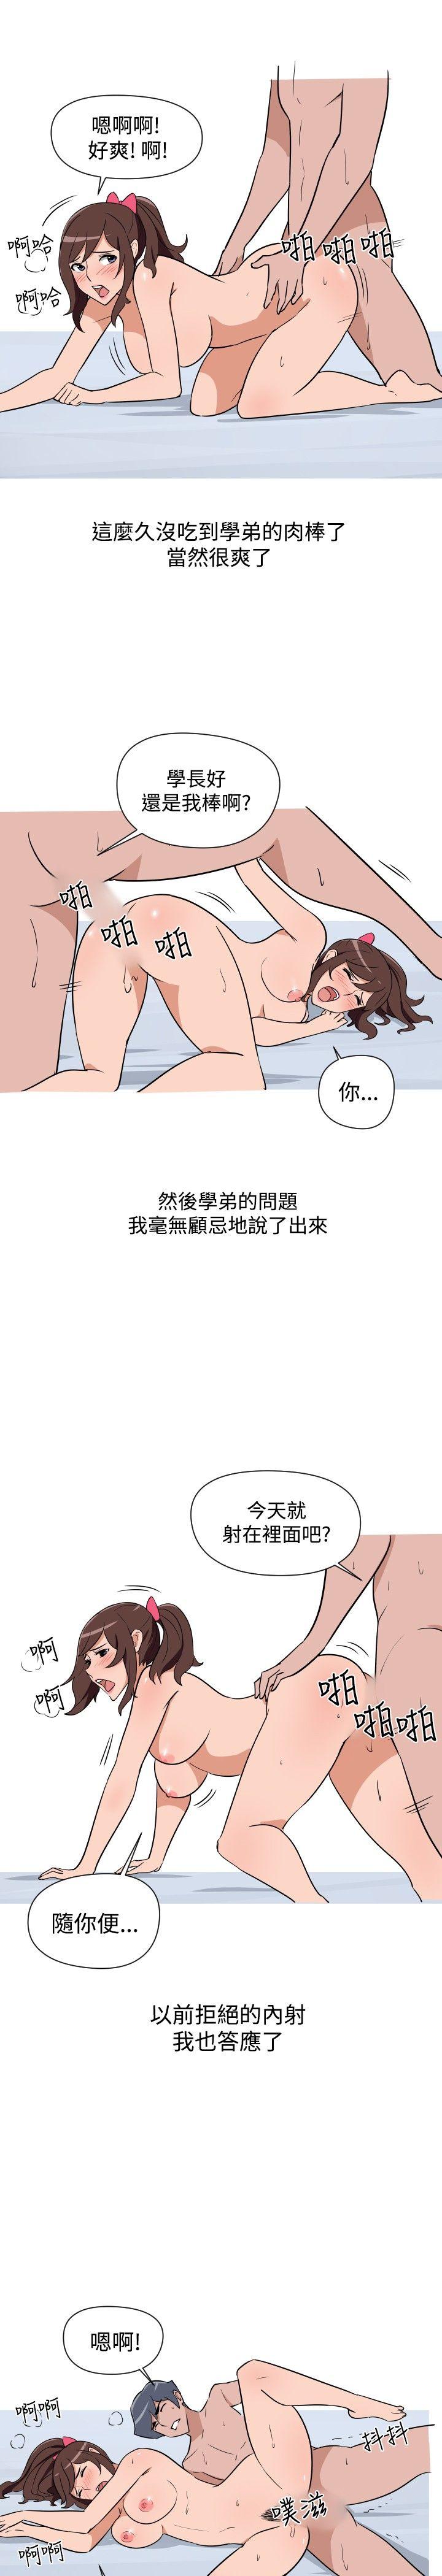 嗯啊啊!
好爽! 啊!
啊哈
啊哈
啪啪啪
這麼久沒吃到學弟的肉棒了
當然很爽了
學長好
還是我棒啊?
啪
啪
啪
你...
然後學弟的問題
我毫無顧忌地說了出來
今天就
射在裡面吧?
啊
啊
啪
啪啪
隨你便...
以前拒絕的內射
我也答應了
嗯啊!
啊啊
抖抖
噗滋
啊啊